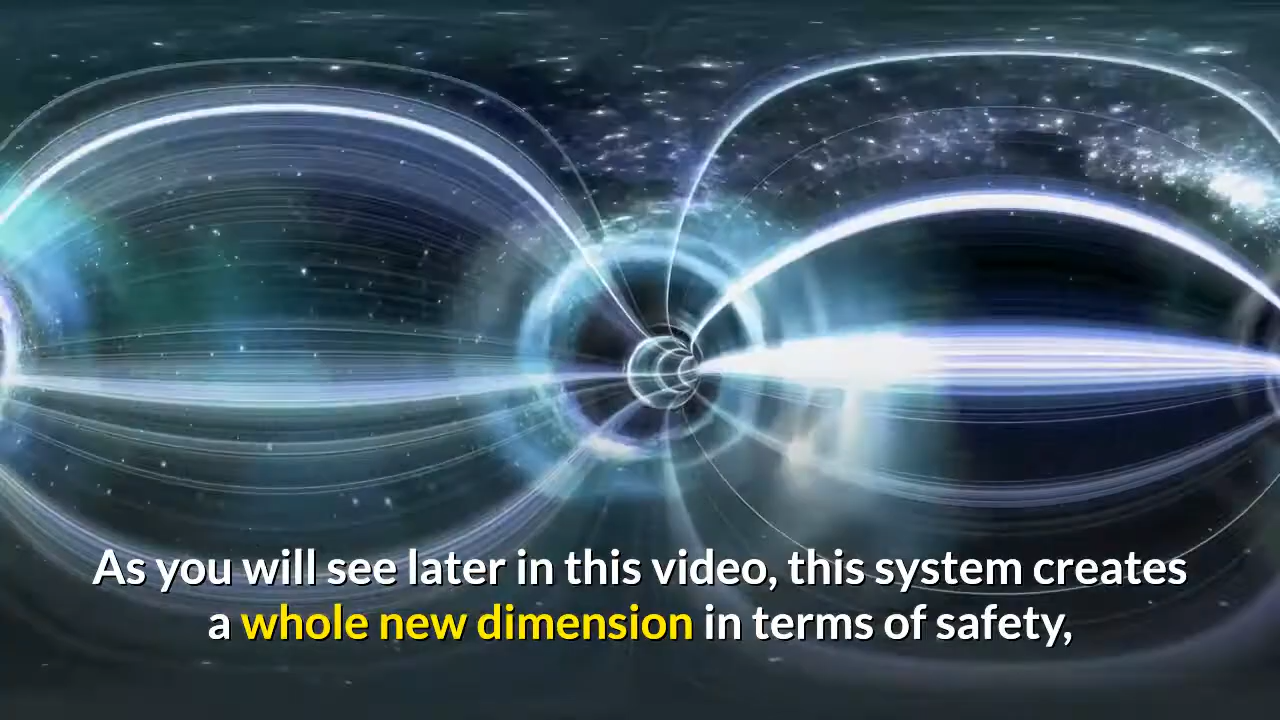 As you will see later in this video, this system creates
a whole new dimension in terms of safety,